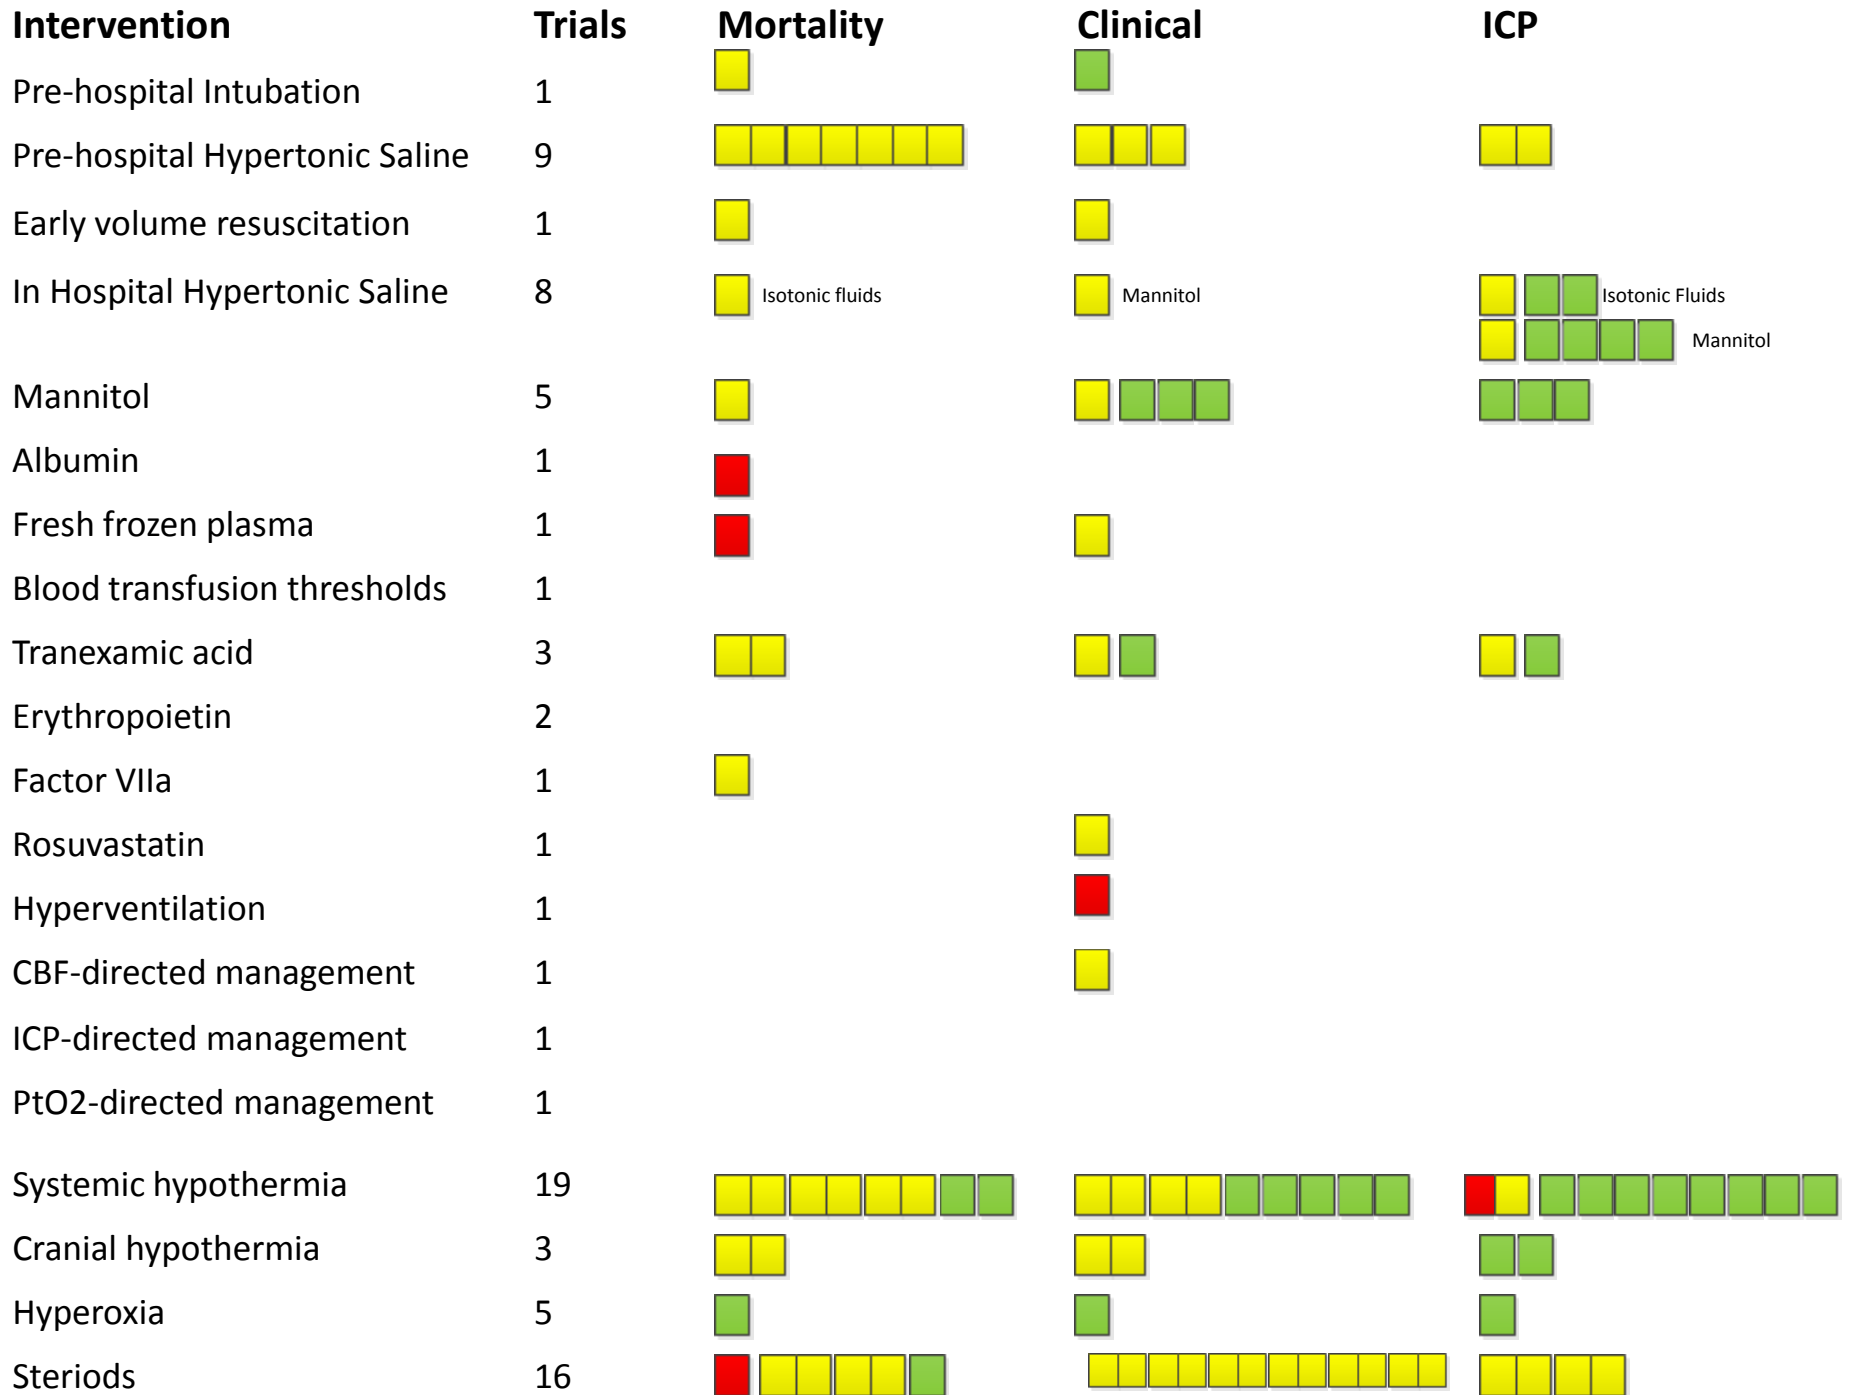 Intervention Trials Mortality Clinical ICP
Pre-hospital Intubation 1
Pre-hospital Hypertonic Saline 9
Early volume resuscitation 1
In Hospital Hypertonic Saline 8 Isotonic fluids Mannitol Isotonic Fluids
Mannitol
Mannitol 5
Albumin 1
Fresh frozen plasma 1
Blood transfusion thresholds 1
Tranexamic acid 3
Erythropoietin 2
Factor VIIa 1
Rosuvastatin 1
Hyperventilation 1
CBF-directed management 1
ICP-directed management 1
PtO2-directed management 1
Systemic hypothermia 19
Cranial hypothermia 3
Hyperoxia 5
Steriods 16